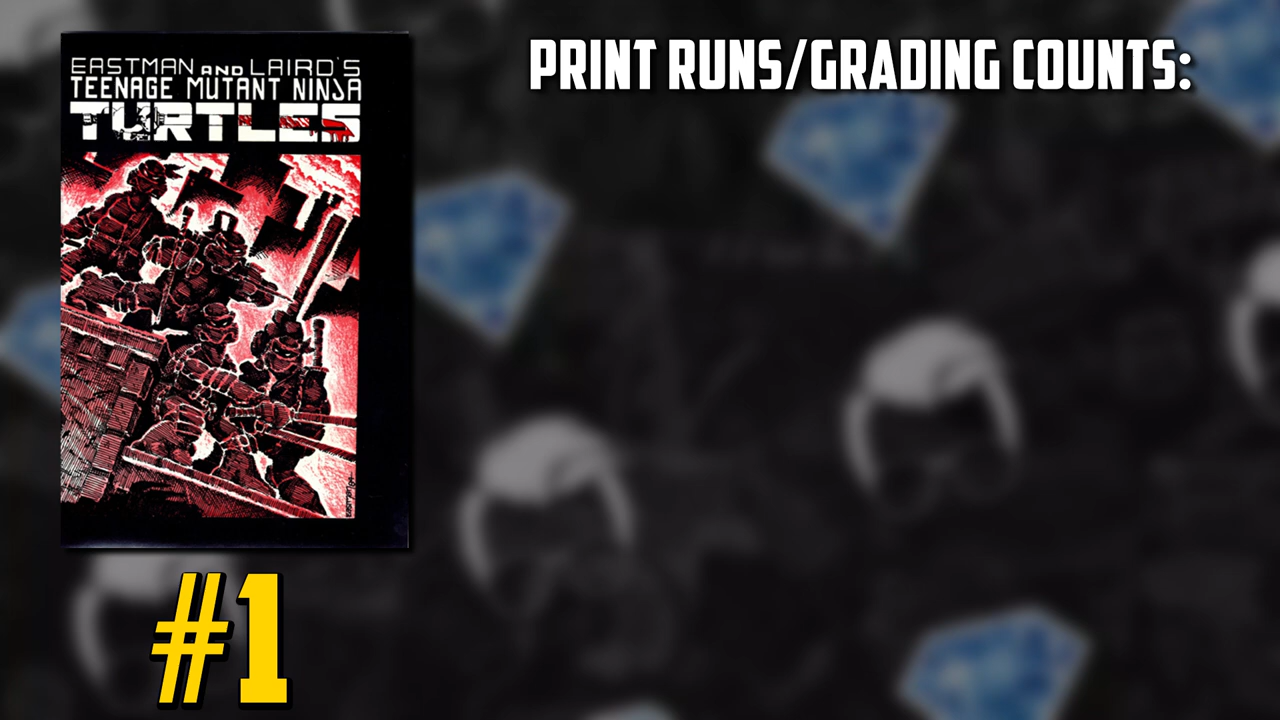 EASTMAN AND LAIRD'S
TEENAGE MUTANT NINJA
TURTLES
#1
PRINT RUNS/GRADING COUNTS: